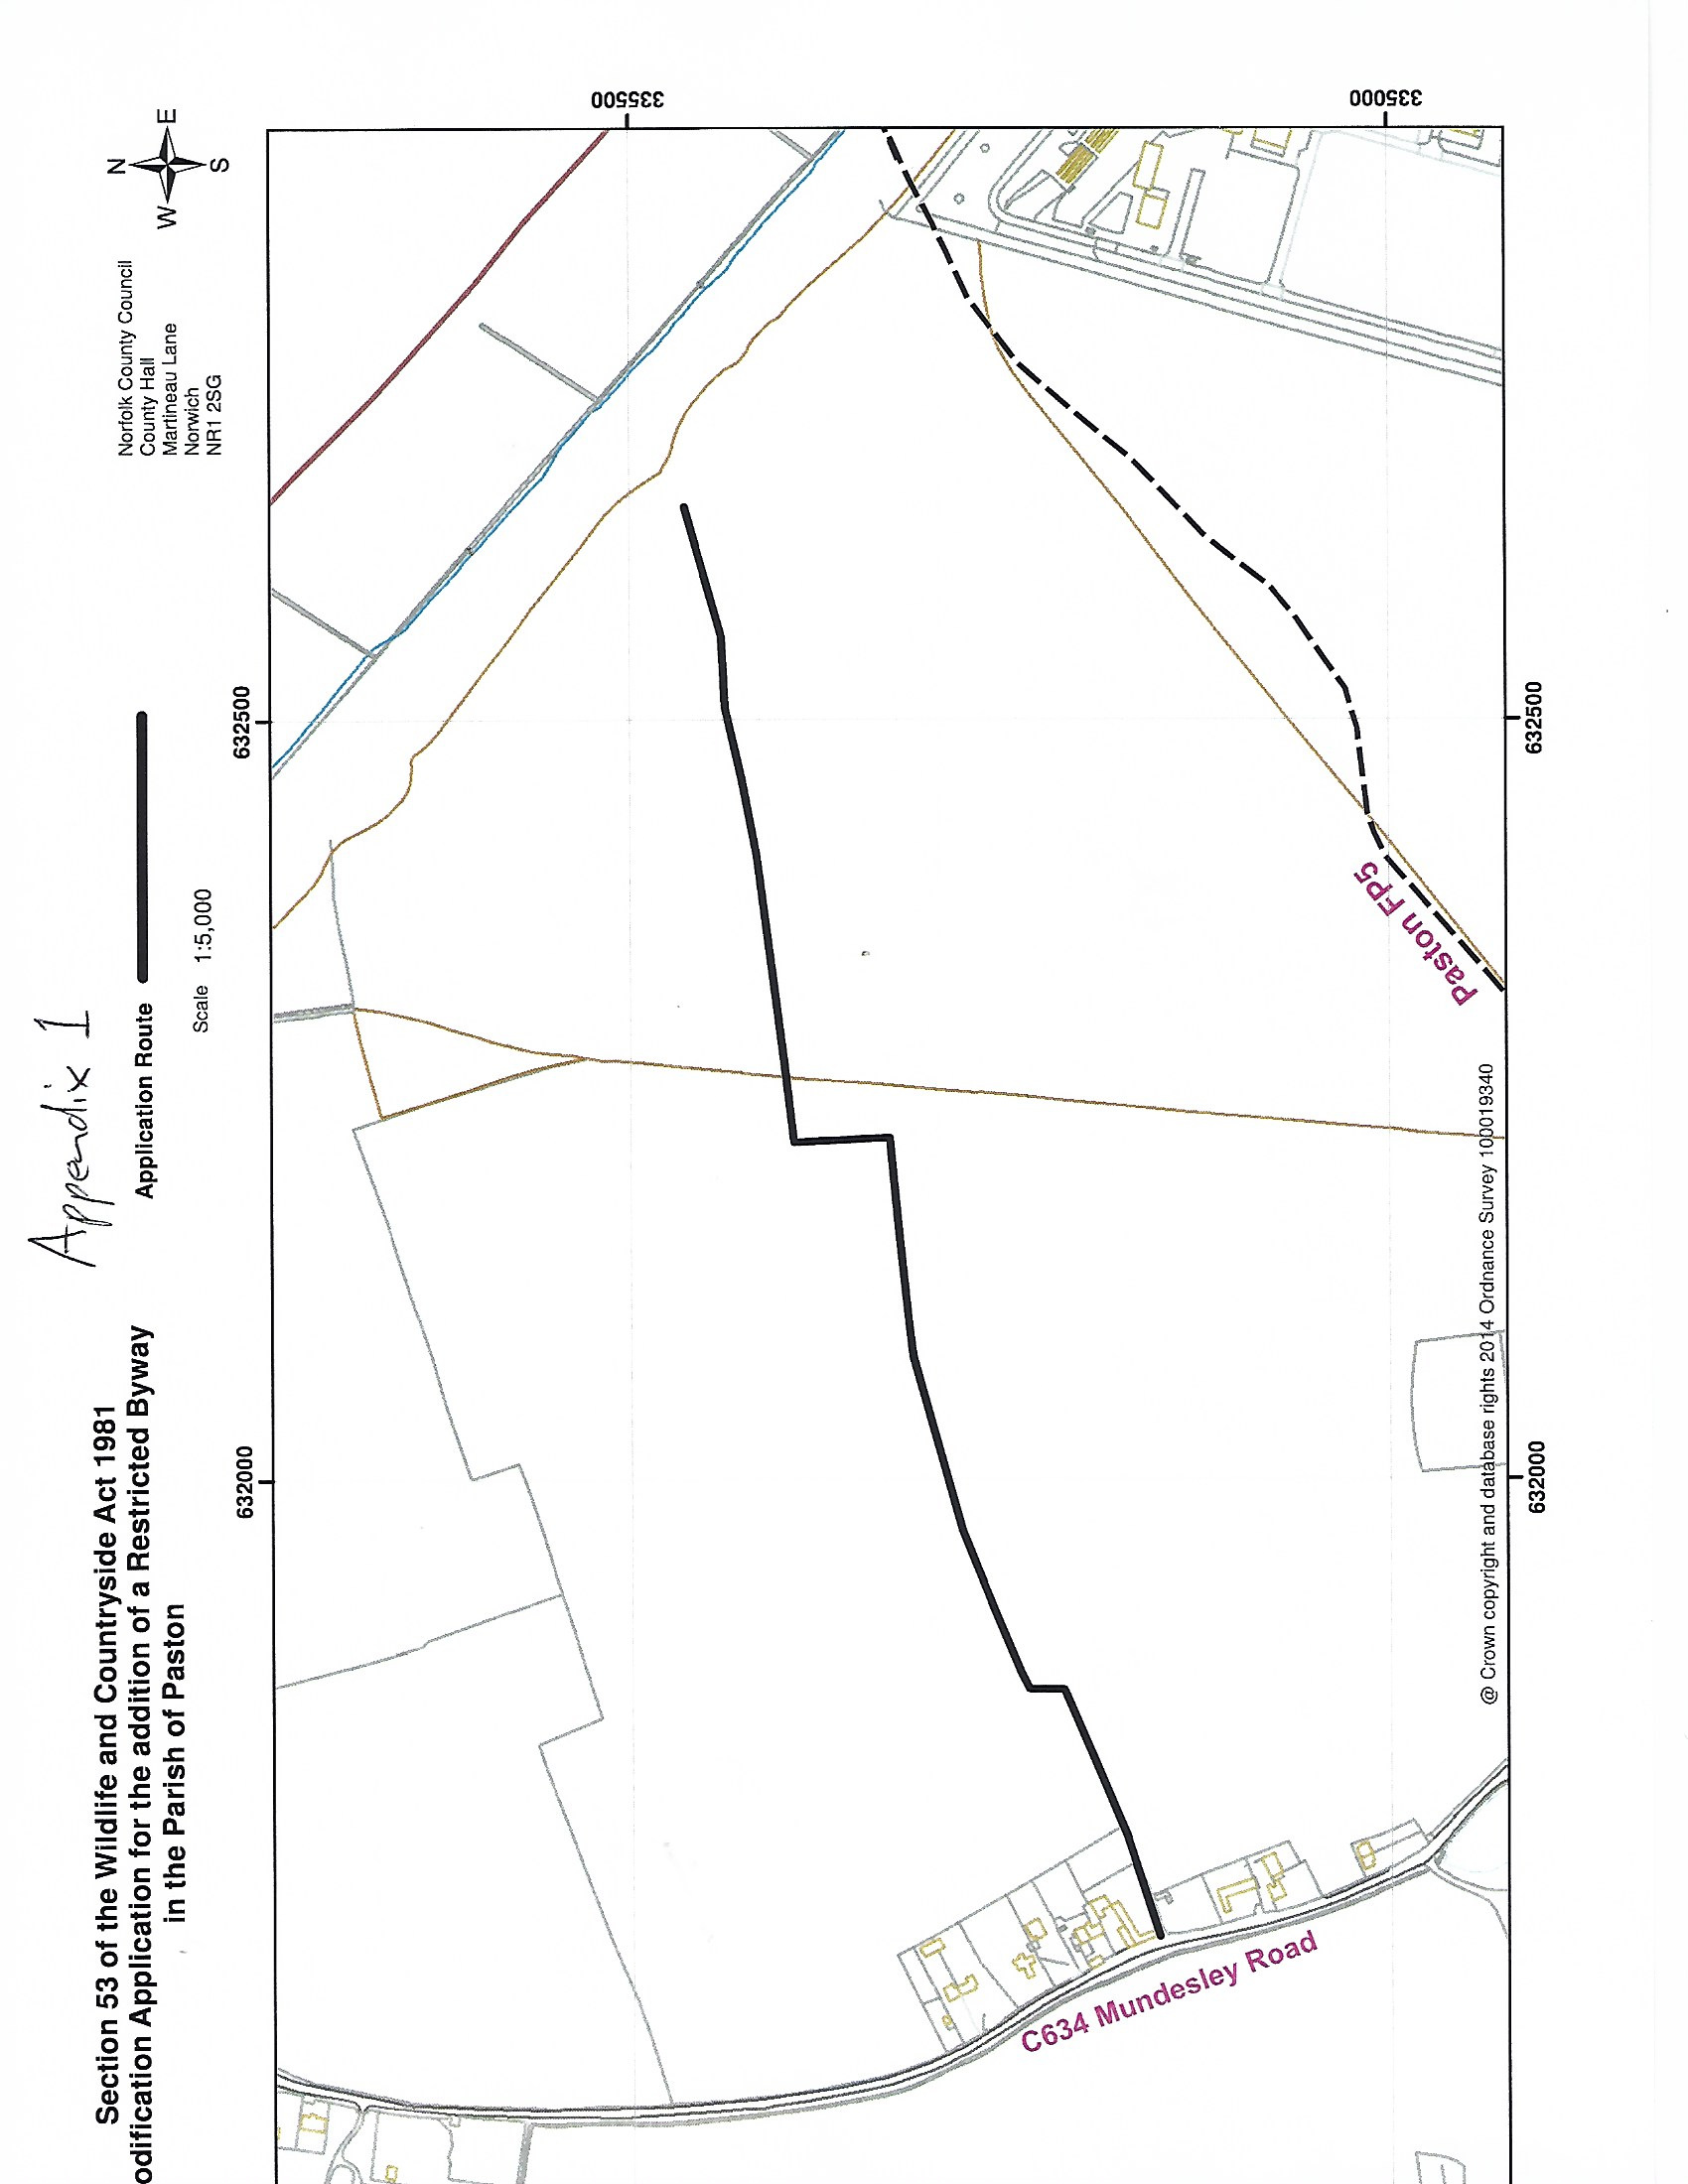 Appendix 1
Section 53 of the Wildlife and Countryside Act 1981
odification Application for the addition of a Restricted Byway
in the Parish of Paston
Application Route
Scale 1:5,000
Norfolk County Council
County Hall
Martineau Lane
Norwich
NR1 2SG
N
W
E
S
632000
632500
335500
335000
Paston FP5
C634 Mundesley Road
@ Crown copyright and database rights 2014 Ordnance Survey 100019340
632000
632500